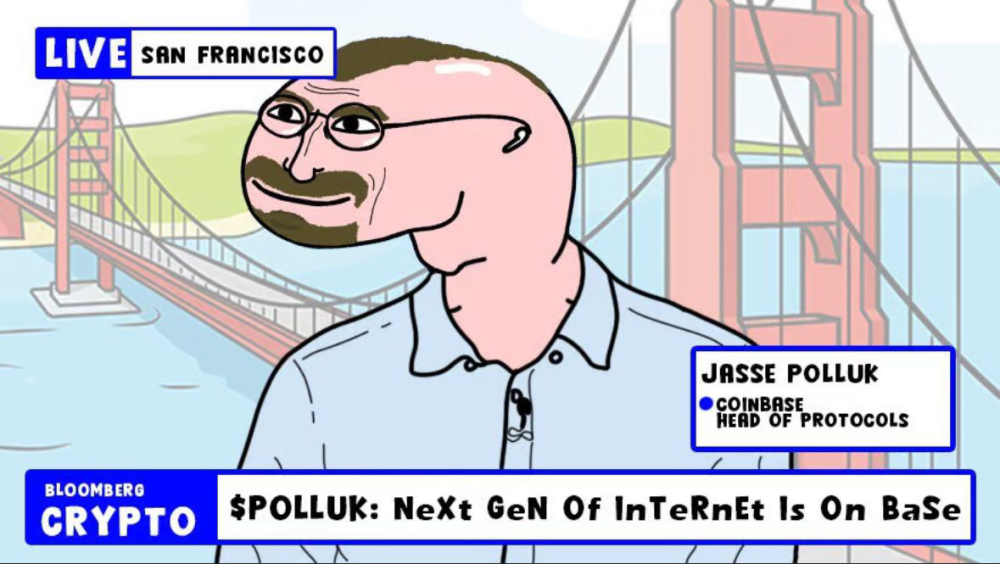 LIVE SAN FRANCISCO
JASSE POLLUK
COINBASE
HEAD OF PROTOCOLS
BLOOMBERG
CRYPTO
$POLLUK: NeXt GeN Of InTeRnEt Is On BaSe